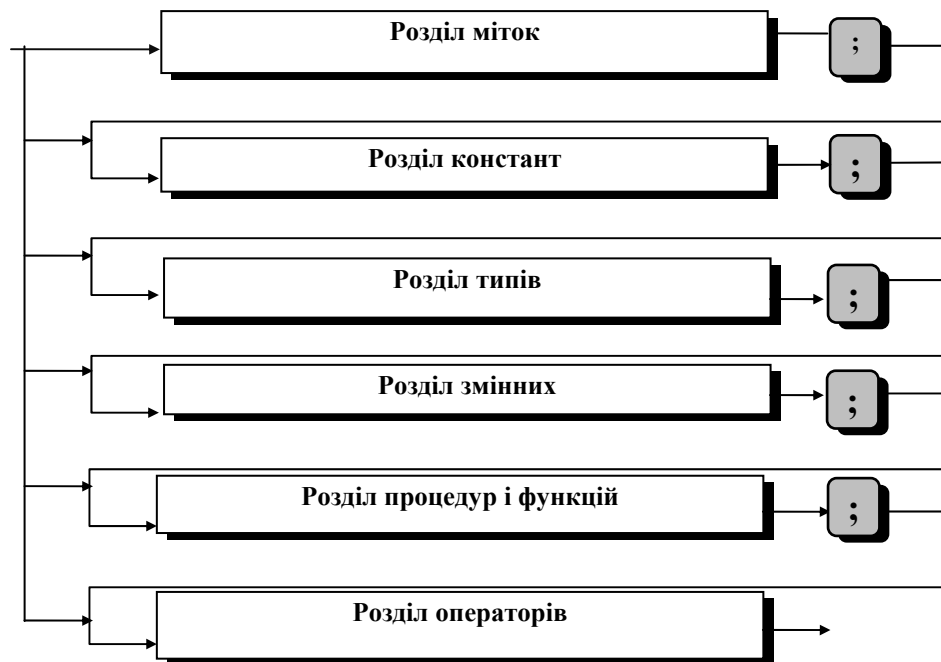 Розділ міток ;
Розділ констант ;
Розділ типів ;
Розділ змінних ;
Розділ процедур і функцій ;
Розділ операторів